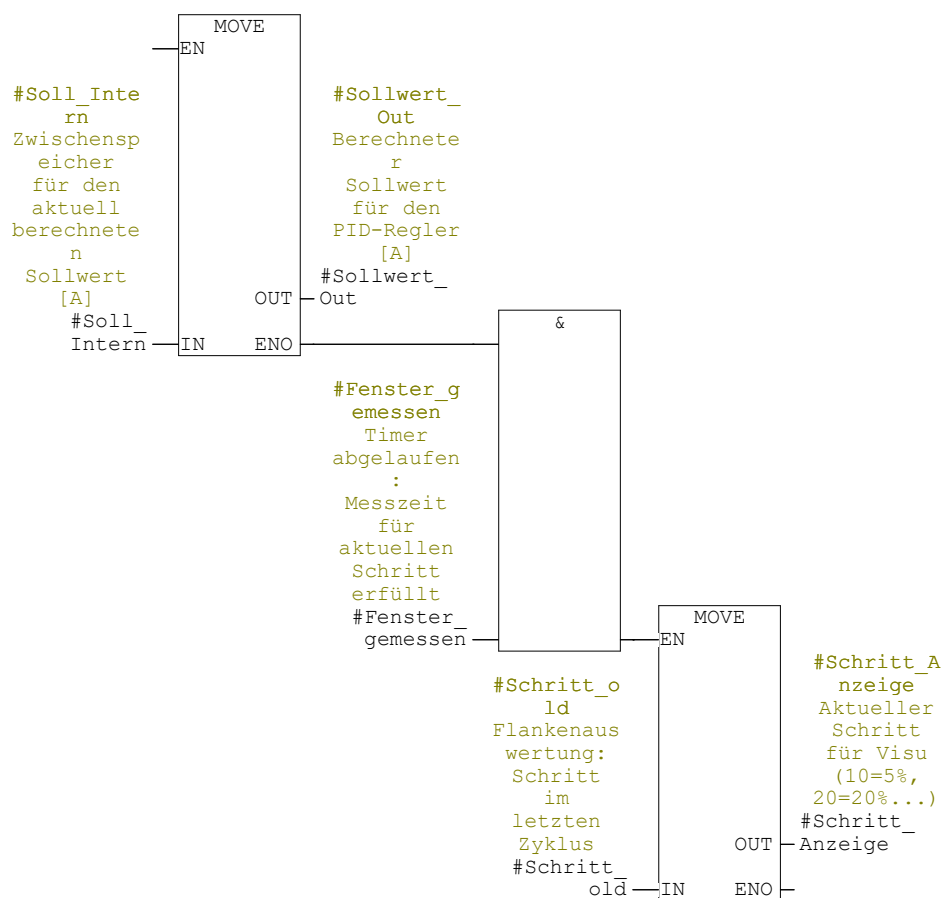 MOVE
EN
#Soll_Inte
rn
Zwischensp
eicher
für den
aktuell
berechnete
n
Sollwert
[A]
#Soll_
Intern
IN
#Sollwert_
Out
Berechnete
r
Sollwert
für den
PID-Regler
[A]
#Sollwert_
OUT
Out
ENO
&
#Fenster_g
emessen
Timer
abgelaufen
:
Messzeit
für
aktuellen
Schritt
erfüllt
#Fenster_
gemessen
MOVE
EN
#Schritt_o
ld
Flankenaus
wertung:
Schritt
im
letzten
Zyklus
#Schritt_
old
IN
#Schritt_A
nzeige
Aktueller
Schritt
für Visu
(10=5%,
20=20%...)
#Schritt_
OUT
Anzeige
ENO